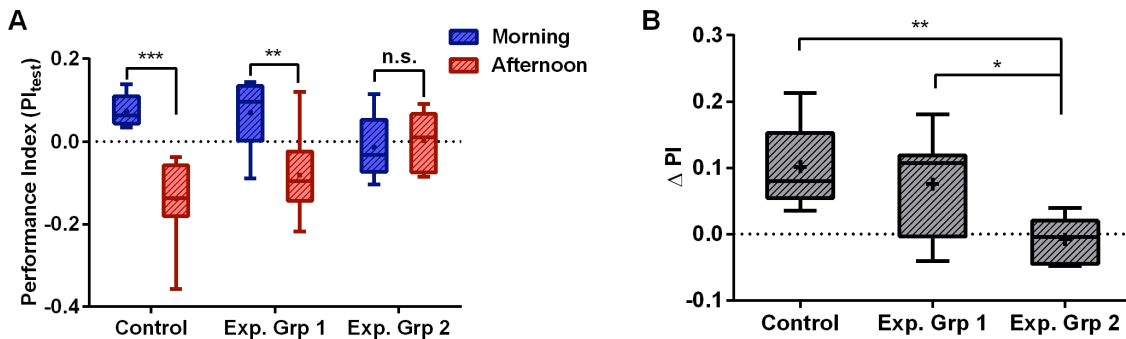 A
Performance Index (PItest)
0.2
0.0
-0.2
-0.4
***
**
n.s.
Morning
Afternoon
Control
Exp. Grp 1
Exp. Grp 2
B
Δ PI
0.3
0.2
0.1
0.0
-0.1
**
*
Control
Exp. Grp 1
Exp. Grp 2